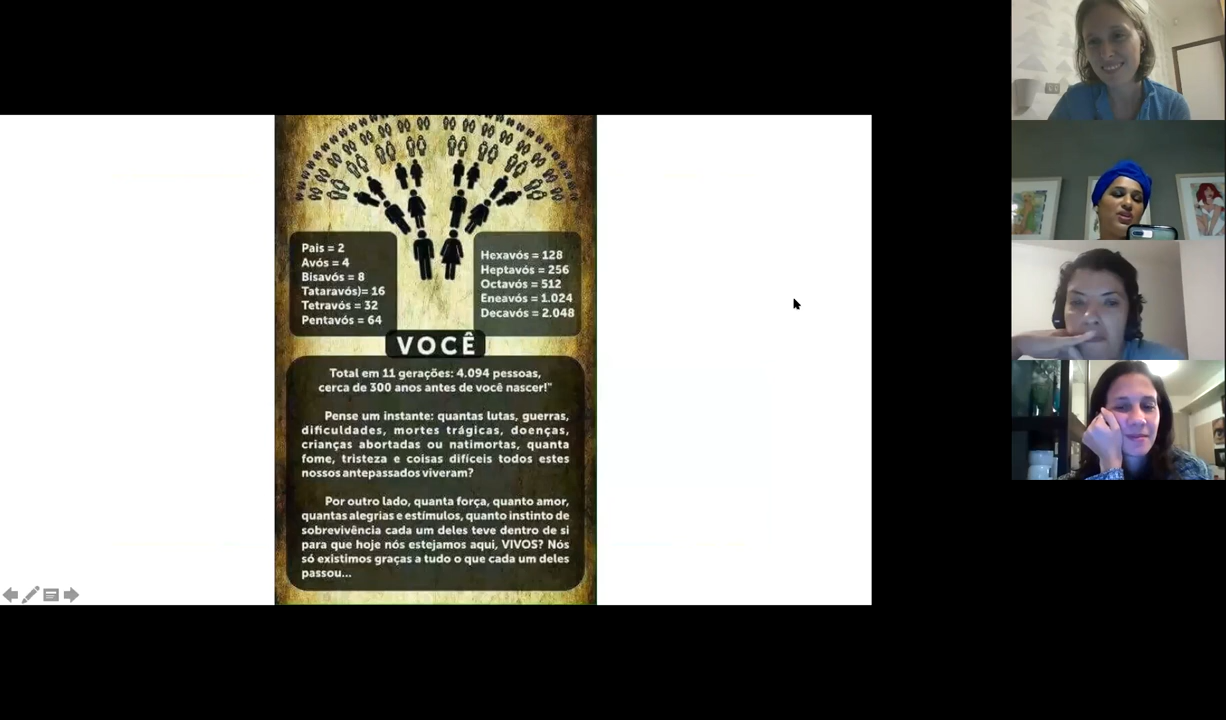 Pais = 2
Avós = 4
Bisavós = 8
Tataravós)= 16
Tetravós = 32
Pentavós = 64
Hexavós = 128
Heptavós = 256
Octavós = 512
Eneavós = 1.024
Decavós = 2.048
VOCÊ
Total em 11 gerações: 4.094 pessoas,
cerca de 300 anos antes de você nascer!"
Pense um instante: quantas lutas, guerras,
dificuldades, mortes trágicas, doenças,
crianças abortadas ou natimortas, quanta
fome, tristeza e coisas difíceis todos estes
nossos antepassados viveram?
Por outro lado, quanta força, quanto amor,
quantas alegrias e estímulos, quanto instinto de
sobrevivência cada um deles teve dentro de si
para que hoje nós estejamos aqui, VIVOS? Nós
só existimos graças a tudo o que cada um deles
passou...